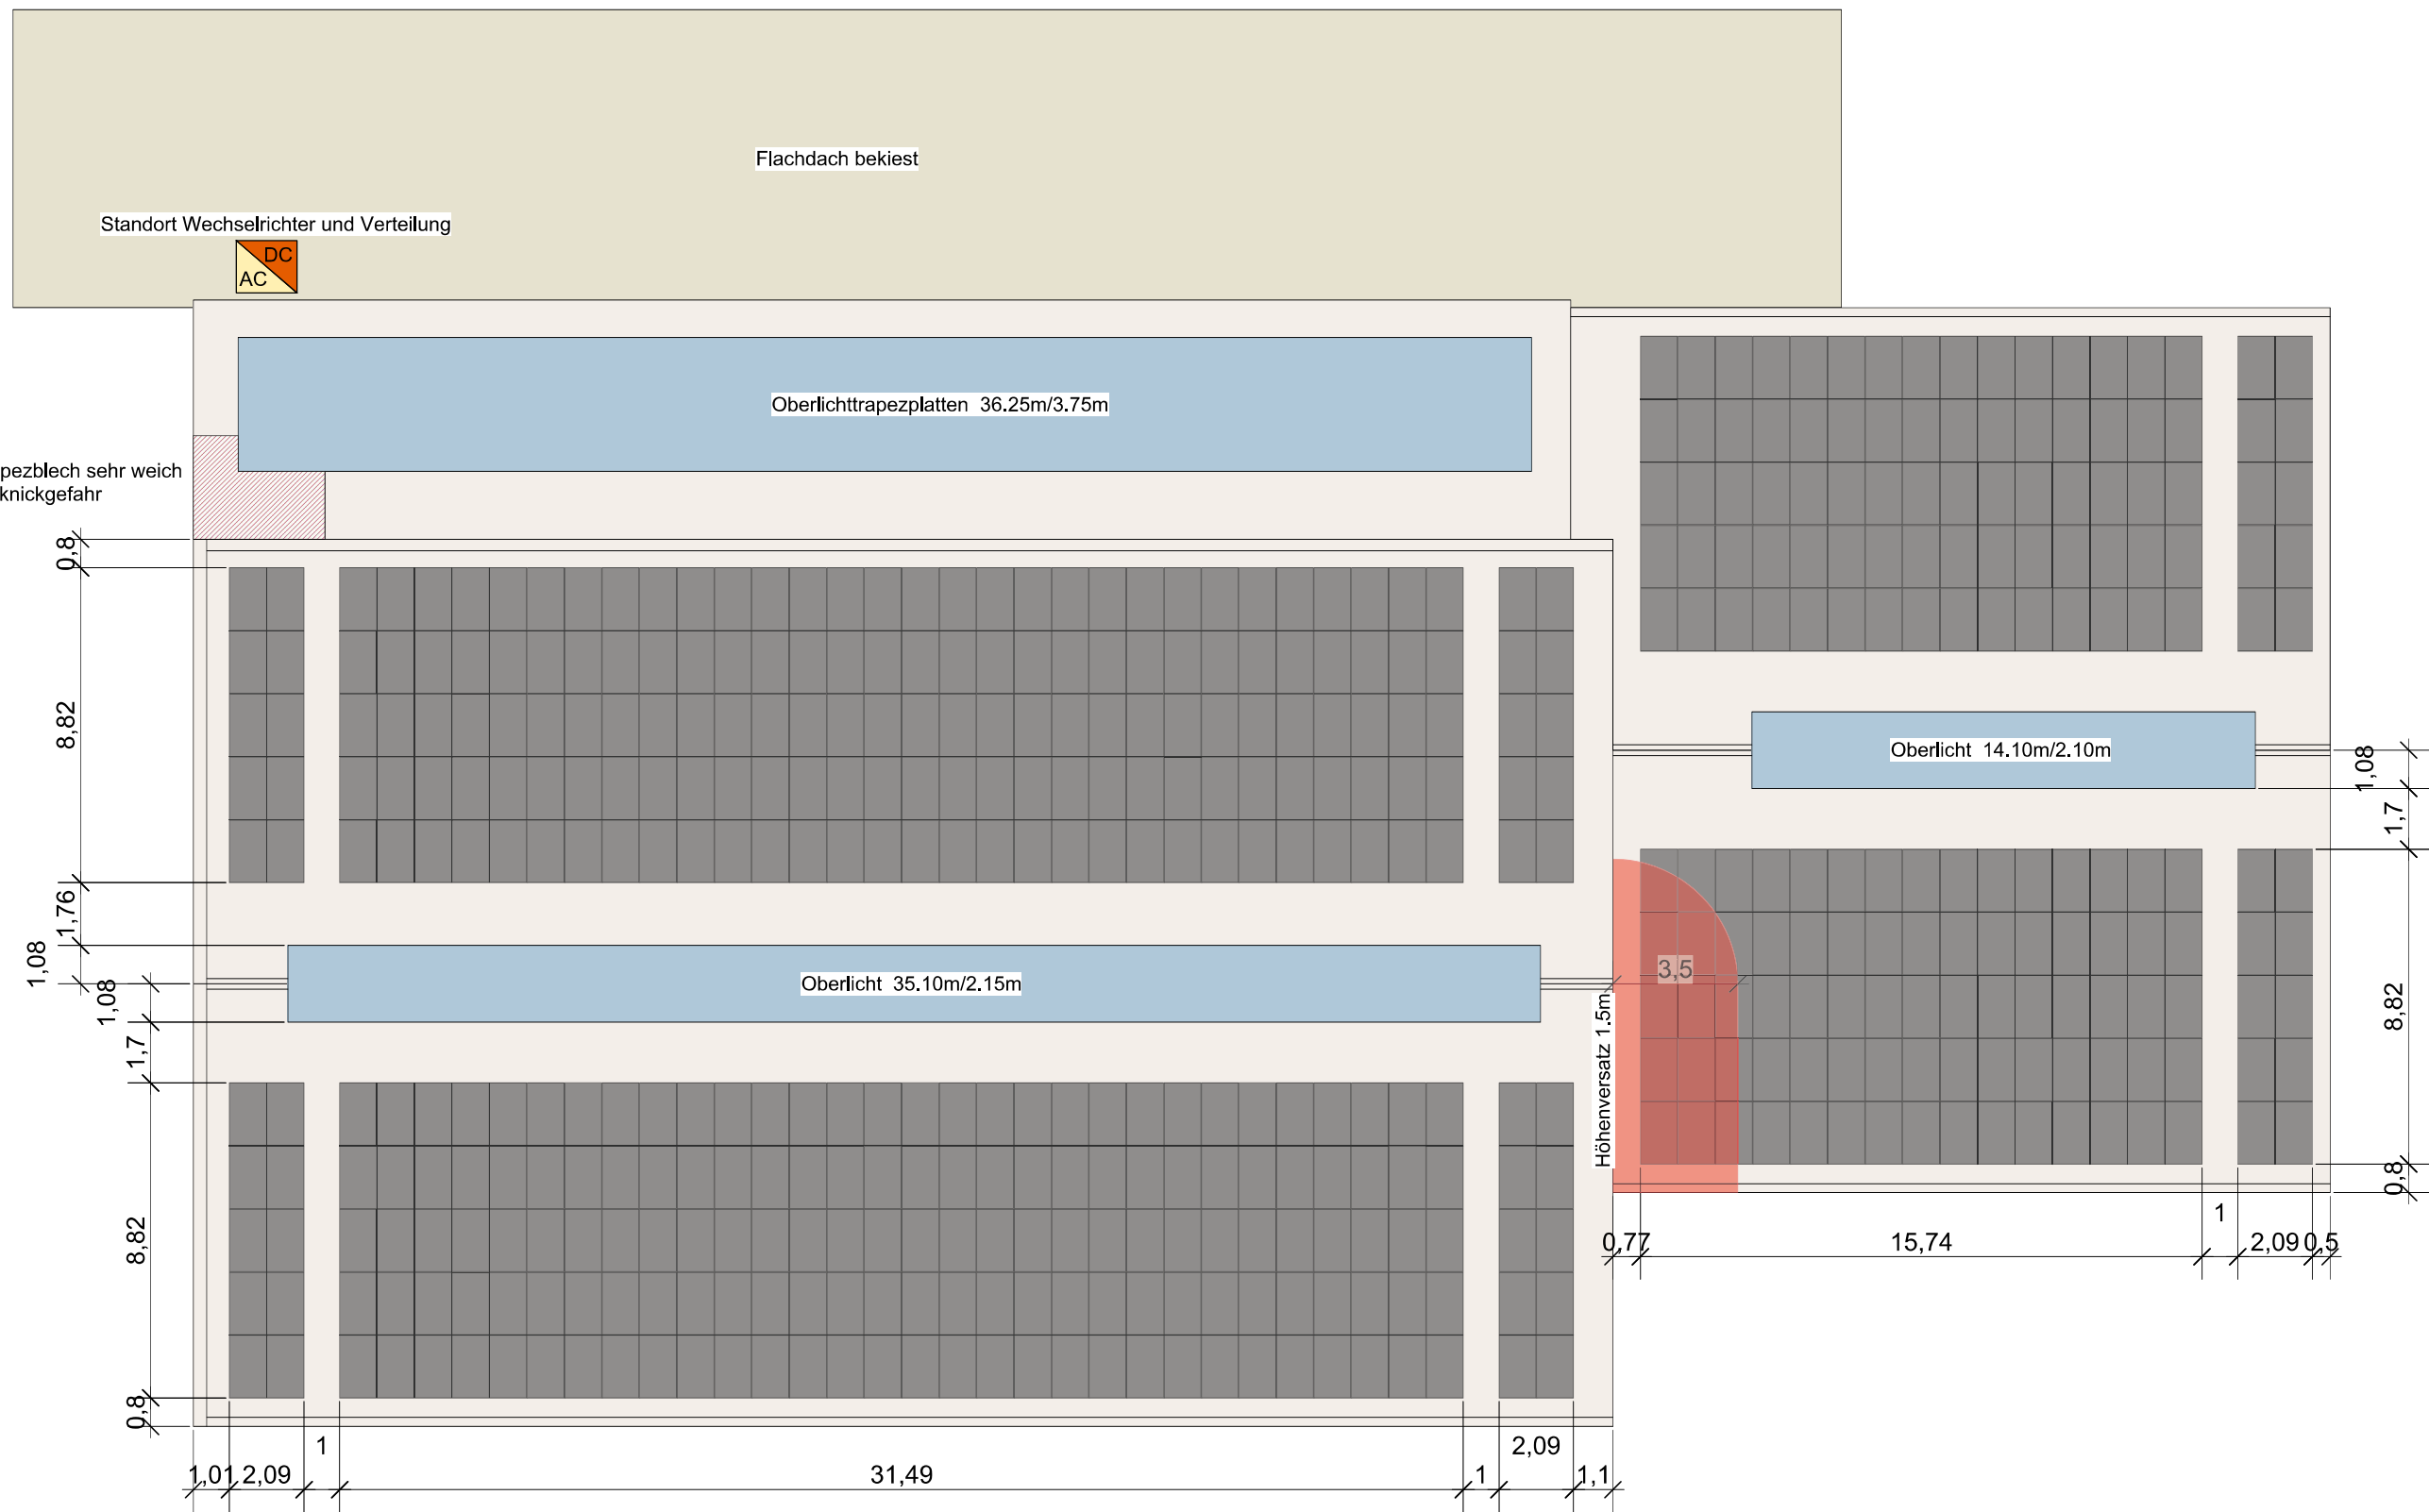 Flachdach bekiest
Standort Wechselrichter und Verteilung
DC
AC
Oberlichttrapezplatten 36.25m/3.75m
pezblech sehr weich
knickgefahr
0,8
8,82
1,76
1,08
1,08
1,7
8,82
0,8
Oberlicht 14.10m/2.10m
1,08
1,7
8,82
0,8
Oberlicht 35.10m/2.15m
3,5
Höhenversatz 1.5m
0,77
15,74
1
2,09
0,5
1,01
2,09
1
31,49
1
2,09
1,1